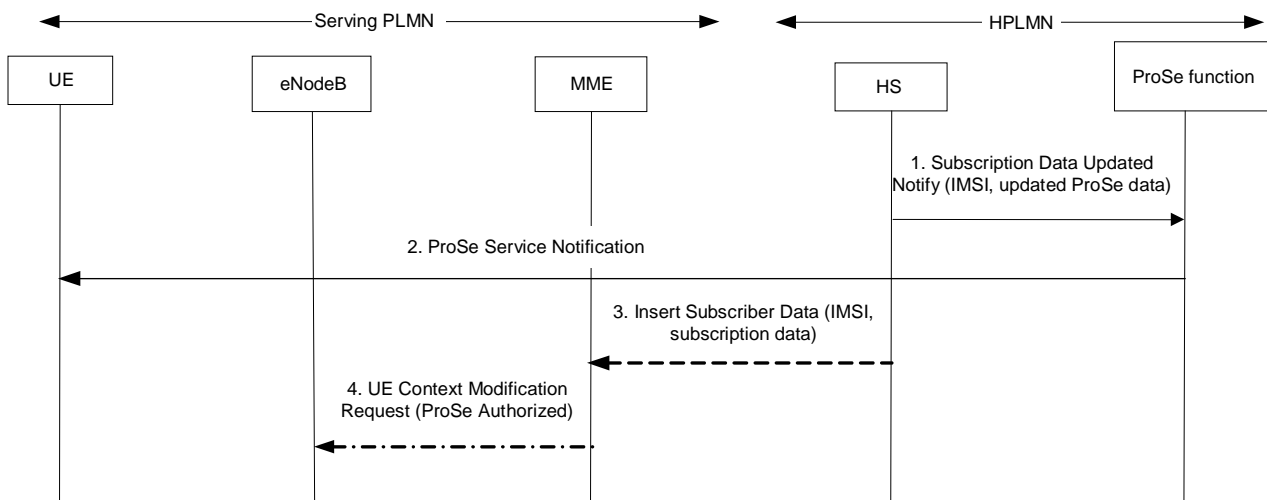 Serving PLMN
HPLMN
UE
eNodeB
MME
HS
ProSe function
1. Subscription Data Updated
Notify (IMSI, updated ProSe data)
2. ProSe Service Notification
3. Insert Subscriber Data (IMSI,
subscription data)
4. UE Context Modification
Request (ProSe Authorized)